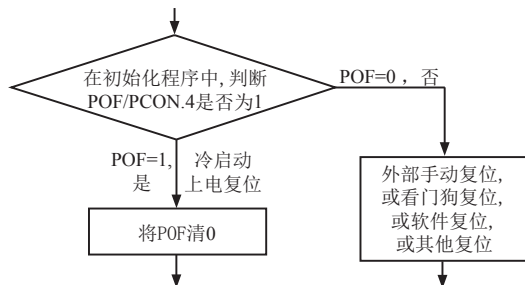 在初始化程序中,判断
POF/PCON.4是否为1
POF=0 ，否
POF=1, 冷启动
是 上电复位
将POF清0
外部手动复位,
或看门狗复位,
或软件复位,
或其他复位